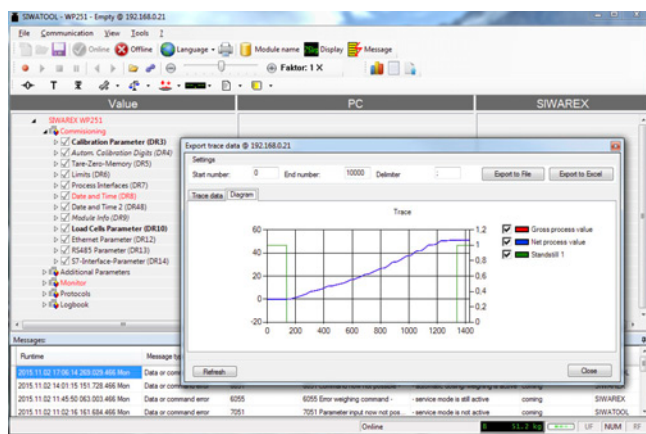 SIWATOOL - WP251 - Empty @ 192.168.0.21
File Communication View Tools ?
Online Offline Language Module name Display Message
Faktor: 1 X
T
Value PC SIWAREX
SIWAREX WP251
Commisioning
Calibration Parameter (DR3)
Autom. Calibration Digits (DR4)
Tare-Zero-Memory (DR5)
Limits (DR6)
Process Interfaces (DR7)
Date and Time (DR8)
Date and Time 2 (DR48)
Module Info (DR9)
Load Cells Parameter (DR10)
Ethernet Parameter (DR12)
RS485 Parameter (DR13)
S7-Interface-Parameter (DR14)
Additional Parameters
Monitor
Protocols
Logbook
Export trace data @ 192.168.0.21
Settings
Start number: 0 End number: 10000 Delimiter ; Export to File Export to Excel
Trace data Diagram
Trace
60 40 20 0 -20
1,2 1 0,8 0,6 0,4 0,2 0
0 200 400 600 800 1000 1200 1400
Gross process value
Net process value
Standstill 1
Refresh Close
Messages:
Runtime Message typ
2015.11.02 17:06:14 269.029.466 Mon Data or comm
2015.11.02 14:01:15 151.728.466 Mon Data or command error 6051 coming SIWATOOL
2015.11.02 11:45:50 063.003.466 Mon Data or command error 6055 6055 Error weighing command - - service mode is still active coming SIWAREX
2015.11.02 11:02:16 161.684.466 Mon Data or command error 7051 7051 Parameter input now not pos... - service mode is not active coming SIWAREX
Online 51.2 kg UF NUM RF